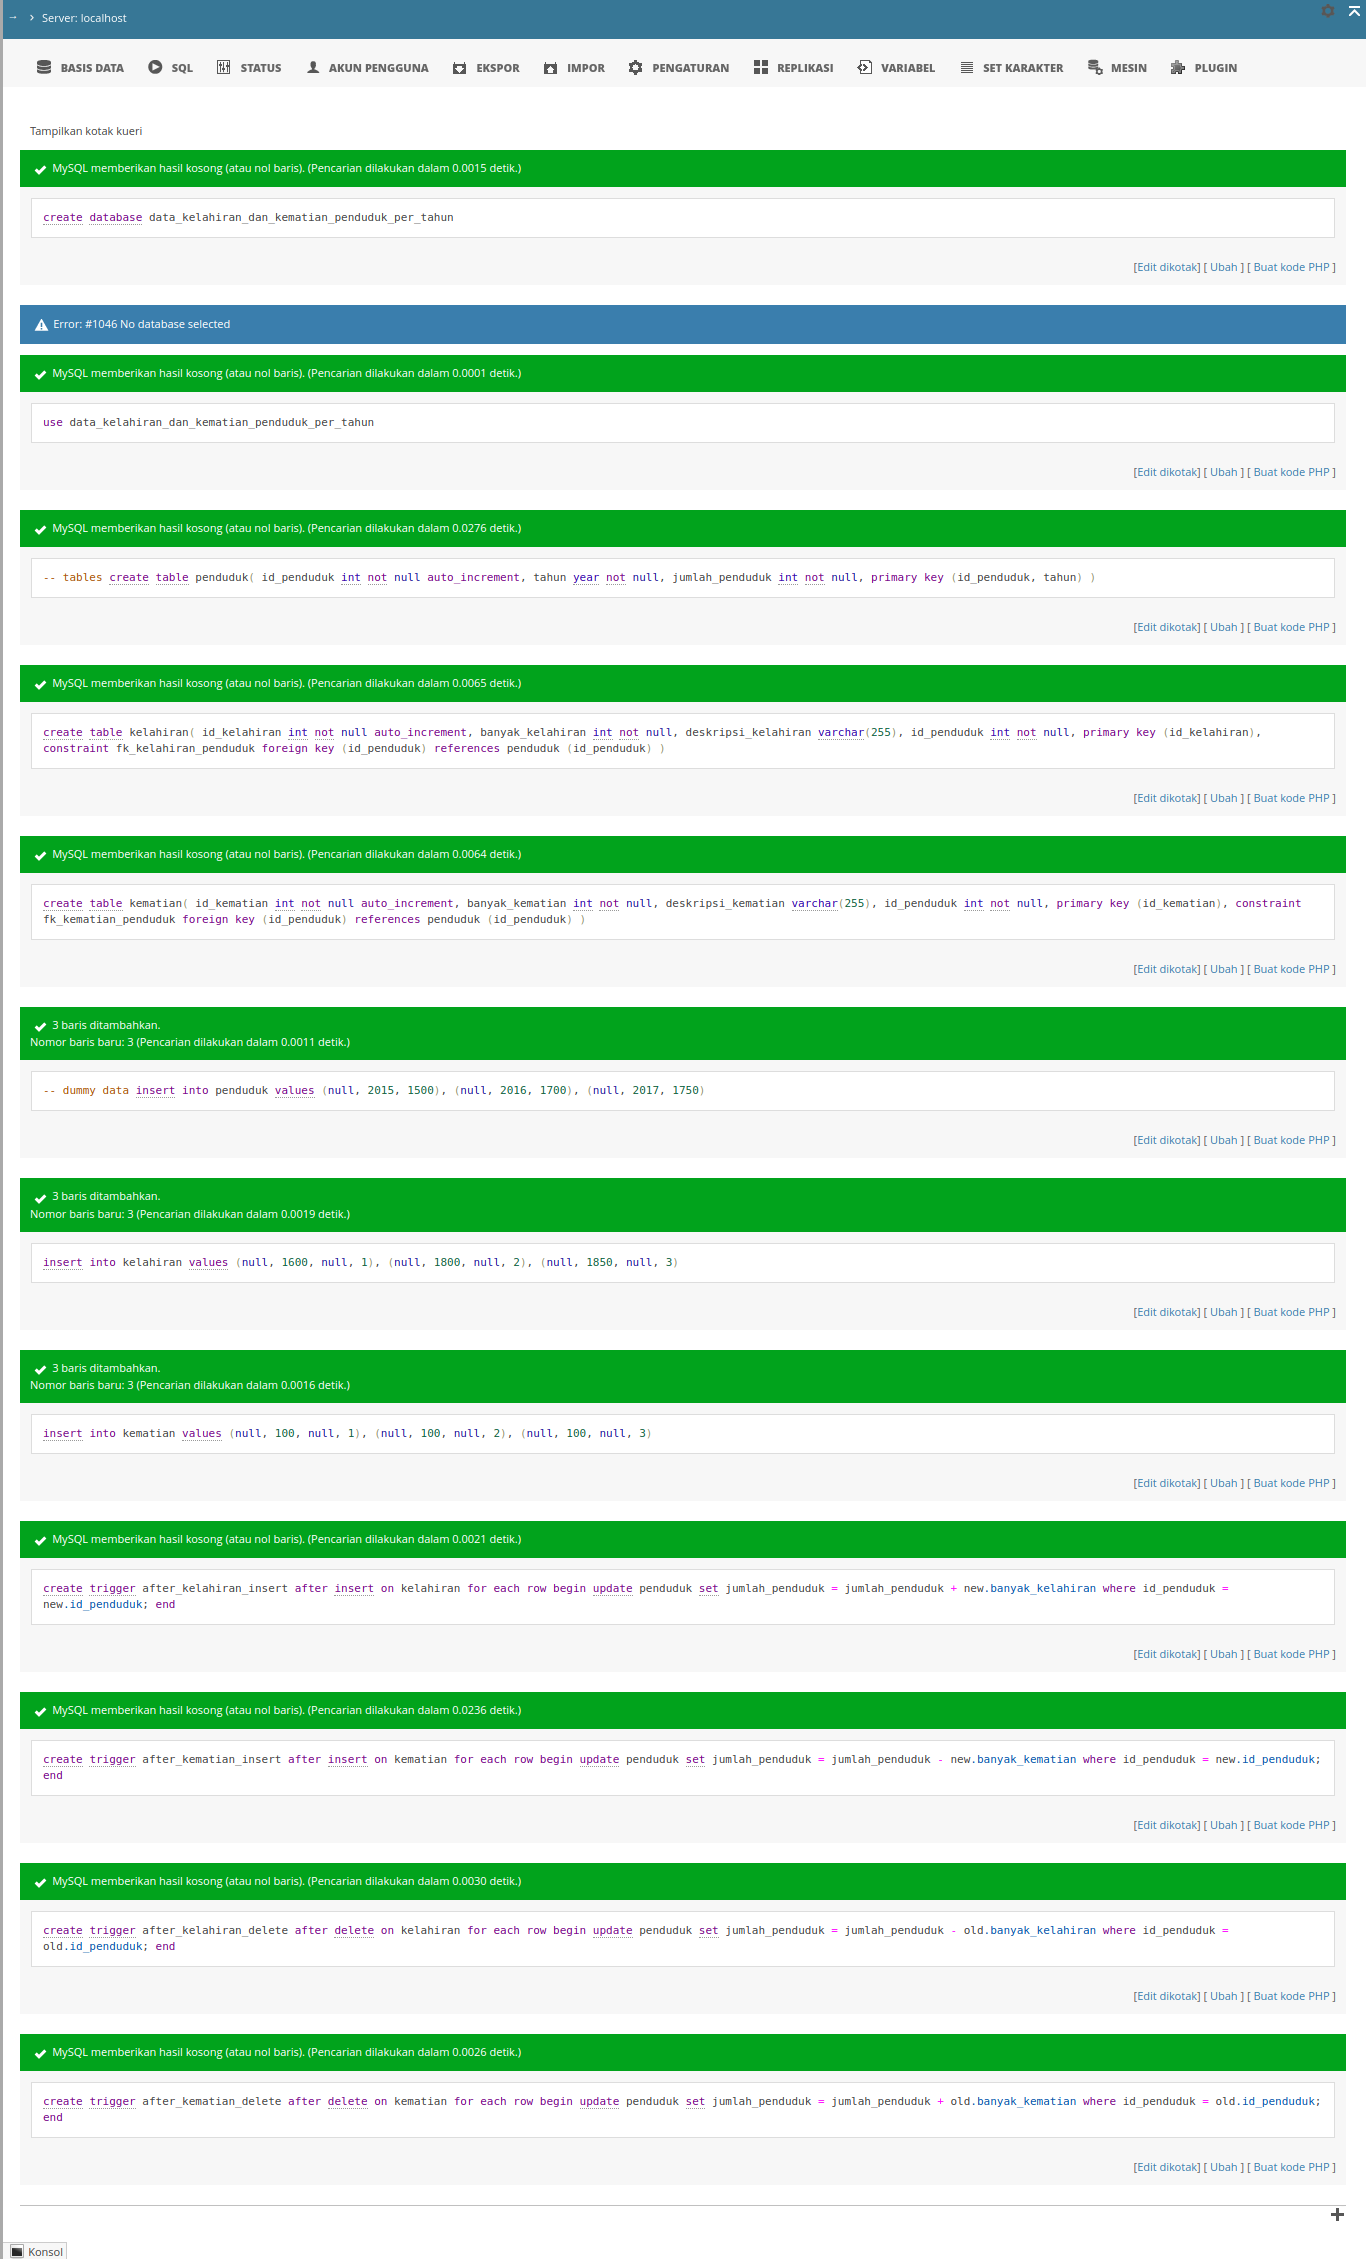 Server: localhost
BASIS DATA SQL STATUS AKUN PENGGUNA EKSPOR IMPOR PENGATURAN REPLIKASI VARIABEL SET KARAKTER MESIN PLUGIN
Tampilkan kotak kueri
MySQL memberikan hasil kosong (atau nol baris). (Pencarian dilakukan dalam 0.0015 detik.)
create database data_kelahiran_dan_kematian_penduduk_per_tahun
[Edit dikotak] [ Ubah ] [ Buat kode PHP ]
Error: #1046 No database selected
MySQL memberikan hasil kosong (atau nol baris). (Pencarian dilakukan dalam 0.0001 detik.)
use data_kelahiran_dan_kematian_penduduk_per_tahun
[Edit dikotak] [ Ubah ] [ Buat kode PHP ]
MySQL memberikan hasil kosong (atau nol baris). (Pencarian dilakukan dalam 0.0276 detik.)
-- tables create table penduduk( id_penduduk int not null auto_increment, tahun year not null, jumlah_penduduk int not null, primary key (id_penduduk, tahun) )
[Edit dikotak] [ Ubah ] [ Buat kode PHP ]
MySQL memberikan hasil kosong (atau nol baris). (Pencarian dilakukan dalam 0.0065 detik.)
create table kelahiran( id_kelahiran int not null auto_increment, banyak_kelahiran int not null, deskripsi_kelahiran varchar(255), id_penduduk int not null, primary key (id_kelahiran),
constraint fk_kelahiran_penduduk foreign key (id_penduduk) references penduduk (id_penduduk) )
[Edit dikotak] [ Ubah ] [ Buat kode PHP ]
MySQL memberikan hasil kosong (atau nol baris). (Pencarian dilakukan dalam 0.0064 detik.)
create table kematian( id_kematian int not null auto_increment, banyak_kematian int not null, deskripsi_kematian varchar(255), id_penduduk int not null, primary key (id_kematian), constraint
fk_kematian_penduduk foreign key (id_penduduk) references penduduk (id_penduduk) )
[Edit dikotak] [ Ubah ] [ Buat kode PHP ]
3 baris ditambahkan.
Nomor baris baru: 3 (Pencarian dilakukan dalam 0.0011 detik.)
-- dummy data insert into penduduk values (null, 2015, 1500), (null, 2016, 1700), (null, 2017, 1750)
[Edit dikotak] [ Ubah ] [ Buat kode PHP ]
3 baris ditambahkan.
Nomor baris baru: 3 (Pencarian dilakukan dalam 0.0019 detik.)
insert into kelahiran values (null, 1600, null, 1), (null, 1800, null, 2), (null, 1850, null, 3)
[Edit dikotak] [ Ubah ] [ Buat kode PHP ]
3 baris ditambahkan.
Nomor baris baru: 3 (Pencarian dilakukan dalam 0.0016 detik.)
insert into kematian values (null, 100, null, 1), (null, 100, null, 2), (null, 100, null, 3)
[Edit dikotak] [ Ubah ] [ Buat kode PHP ]
MySQL memberikan hasil kosong (atau nol baris). (Pencarian dilakukan dalam 0.0021 detik.)
create trigger after_kelahiran_insert after insert on kelahiran for each row begin update penduduk set jumlah_penduduk = jumlah_penduduk + new.banyak_kelahiran where id_penduduk =
new.id_penduduk; end
[Edit dikotak] [ Ubah ] [ Buat kode PHP ]
MySQL memberikan hasil kosong (atau nol baris). (Pencarian dilakukan dalam 0.0236 detik.)
create trigger after_kematian_insert after insert on kematian for each row begin update penduduk set jumlah_penduduk = jumlah_penduduk - new.banyak_kematian where id_penduduk = new.id_penduduk;
end
[Edit dikotak] [ Ubah ] [ Buat kode PHP ]
MySQL memberikan hasil kosong (atau nol baris). (Pencarian dilakukan dalam 0.0030 detik.)
create trigger after_kelahiran_delete after delete on kelahiran for each row begin update penduduk set jumlah_penduduk = jumlah_penduduk - old.banyak_kelahiran where id_penduduk =
old.id_penduduk; end
[Edit dikotak] [ Ubah ] [ Buat kode PHP ]
MySQL memberikan hasil kosong (atau nol baris). (Pencarian dilakukan dalam 0.0026 detik.)
create trigger after_kematian_delete after delete on kematian for each row begin update penduduk set jumlah_penduduk = jumlah_penduduk + old.banyak_kematian where id_penduduk = old.id_penduduk;
end
[Edit dikotak] [ Ubah ] [ Buat kode PHP ]
Konsol